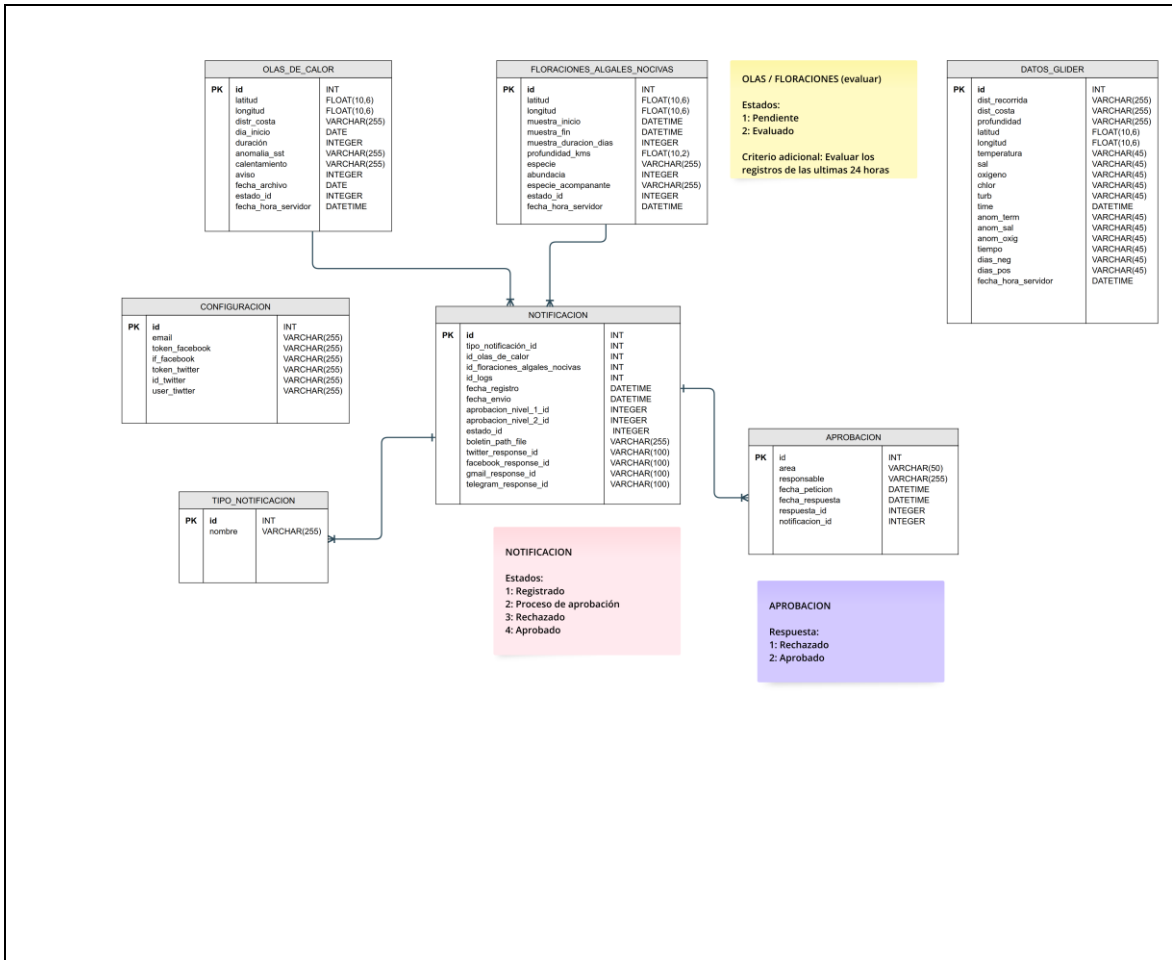 OLAS_DE_CALOR
PK id INT
latitud FLOAT(10,6)
longitud FLOAT(10,6)
distr_costa VARCHAR(255)
dia_inicio DATE
duración INTEGER
anomalia_sst VARCHAR(255)
calentamiento VARCHAR(255)
aviso INTEGER
fecha_archivo DATE
estado_id INTEGER
fecha_hora_servidor DATETIME
FLORACIONES_ALGALES_NOCIVAS
PK id INT
latitud FLOAT(10,6)
longitud FLOAT(10,6)
muestra_inicio DATETIME
muestra_fin DATETIME
muestra_duracion_dias INTEGER
profundidad_kms FLOAT(10,2)
especie VARCHAR(255)
abundacia INTEGER
especie_acompanante VARCHAR(255)
estado_id INTEGER
fecha_hora_servidor DATETIME
OLAS / FLORACIONES (evaluar)
Estados:
1: Pendiente
2: Evaluado
Criterio adicional: Evaluar los
registros de las ultimas 24 horas
DATOS_GLIDER
PK id INT
dist_recorrida VARCHAR(255)
dist_costa VARCHAR(255)
profundidad VARCHAR(255)
latitud FLOAT(10,6)
longitud FLOAT(10,6)
temperatura VARCHAR(45)
sal VARCHAR(45)
oxigeno VARCHAR(45)
chlor VARCHAR(45)
turb VARCHAR(45)
time DATETIME
anom_term VARCHAR(45)
anom_sal VARCHAR(45)
anom_oxig VARCHAR(45)
tiempo VARCHAR(45)
dias_neg VARCHAR(45)
dias_pos VARCHAR(45)
fecha_hora_servidor DATETIME
CONFIGURACION
PK id INT
email VARCHAR(255)
token_facebook VARCHAR(255)
if_facebook VARCHAR(255)
token_twitter VARCHAR(255)
id_twitter VARCHAR(255)
user_tiwtter VARCHAR(255)
NOTIFICACION
PK id INT
tipo_notificación_id INT
id_olas_de_calor INT
id_floraciones_algales_nocivas INT
id_logs INT
fecha_registro DATETIME
fecha_envio DATETIME
aprobacion_nivel_1_id INTEGER
aprobacion_nivel_2_id INTEGER
estado_id INTEGER
boletin_path_file VARCHAR(255)
twitter_response_id VARCHAR(100)
facebook_response_id VARCHAR(100)
gmail_response_id VARCHAR(100)
telegram_response_id VARCHAR(100)
APROBACION
PK id INT
area VARCHAR(50)
responsable VARCHAR(255)
fecha_peticion DATETIME
fecha_respuesta DATETIME
respuesta_id INTEGER
notificacion_id INTEGER
TIPO_NOTIFICACION
PK id INT
nombre VARCHAR(255)
NOTIFICACION
Estados:
1: Registrado
2: Proceso de aprobación
3: Rechazado
4: Aprobado
APROBACION
Respuesta:
1: Rechazado
2: Aprobado